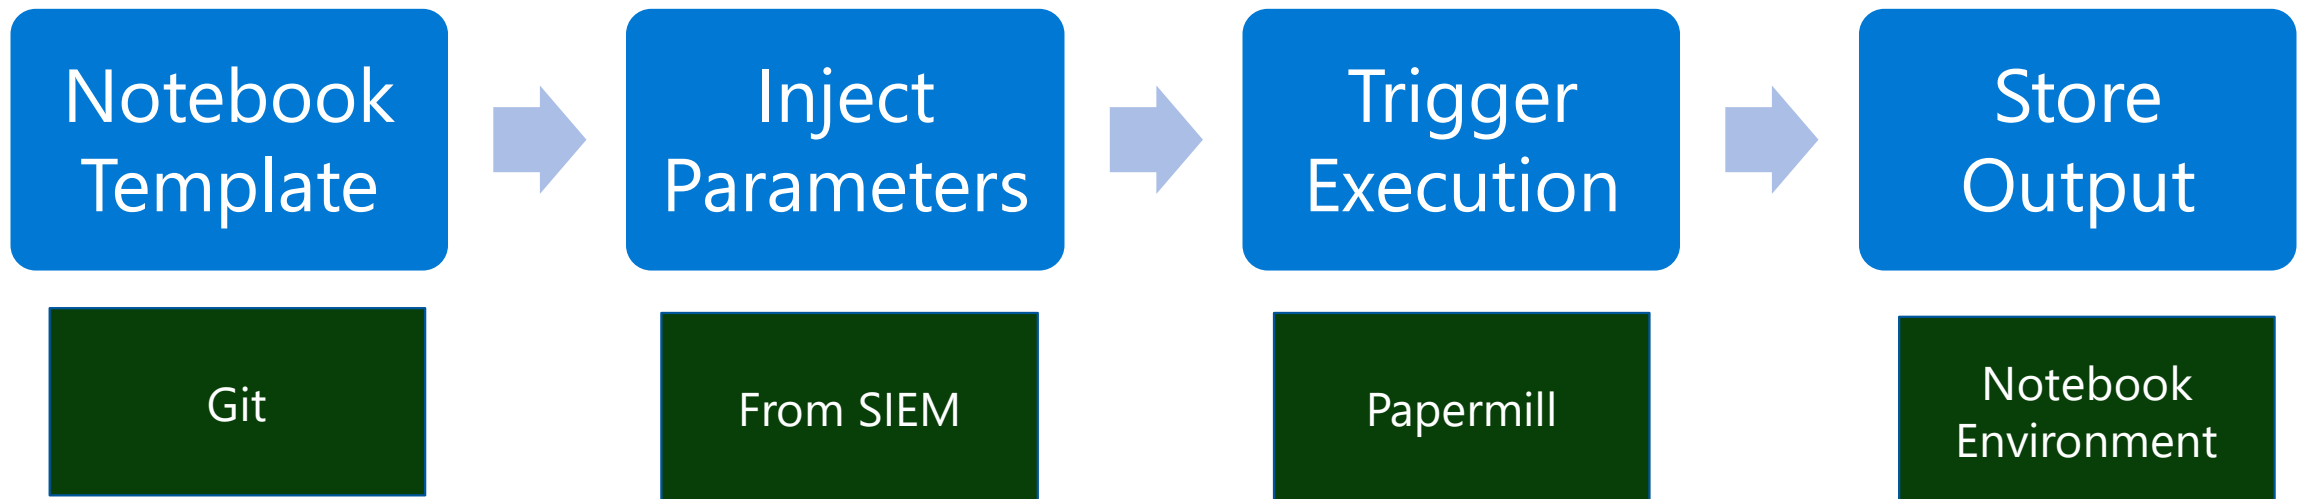 Notebook
Template
Inject
Parameters
Trigger
Execution
Store
Output
Git
From SIEM
Papermill
Notebook
Environment